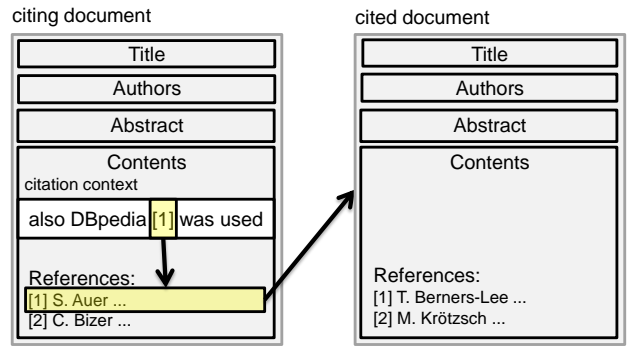 citing document
Title
Authors
Abstract
Contents
citation context
also DBpedia [1] was used
References:
[1] S. Auer ...
[2] C. Bizer ...
cited document
Title
Authors
Abstract
Contents
References:
[1] T. Berners-Lee ...
[2] M. Krötzsch ...